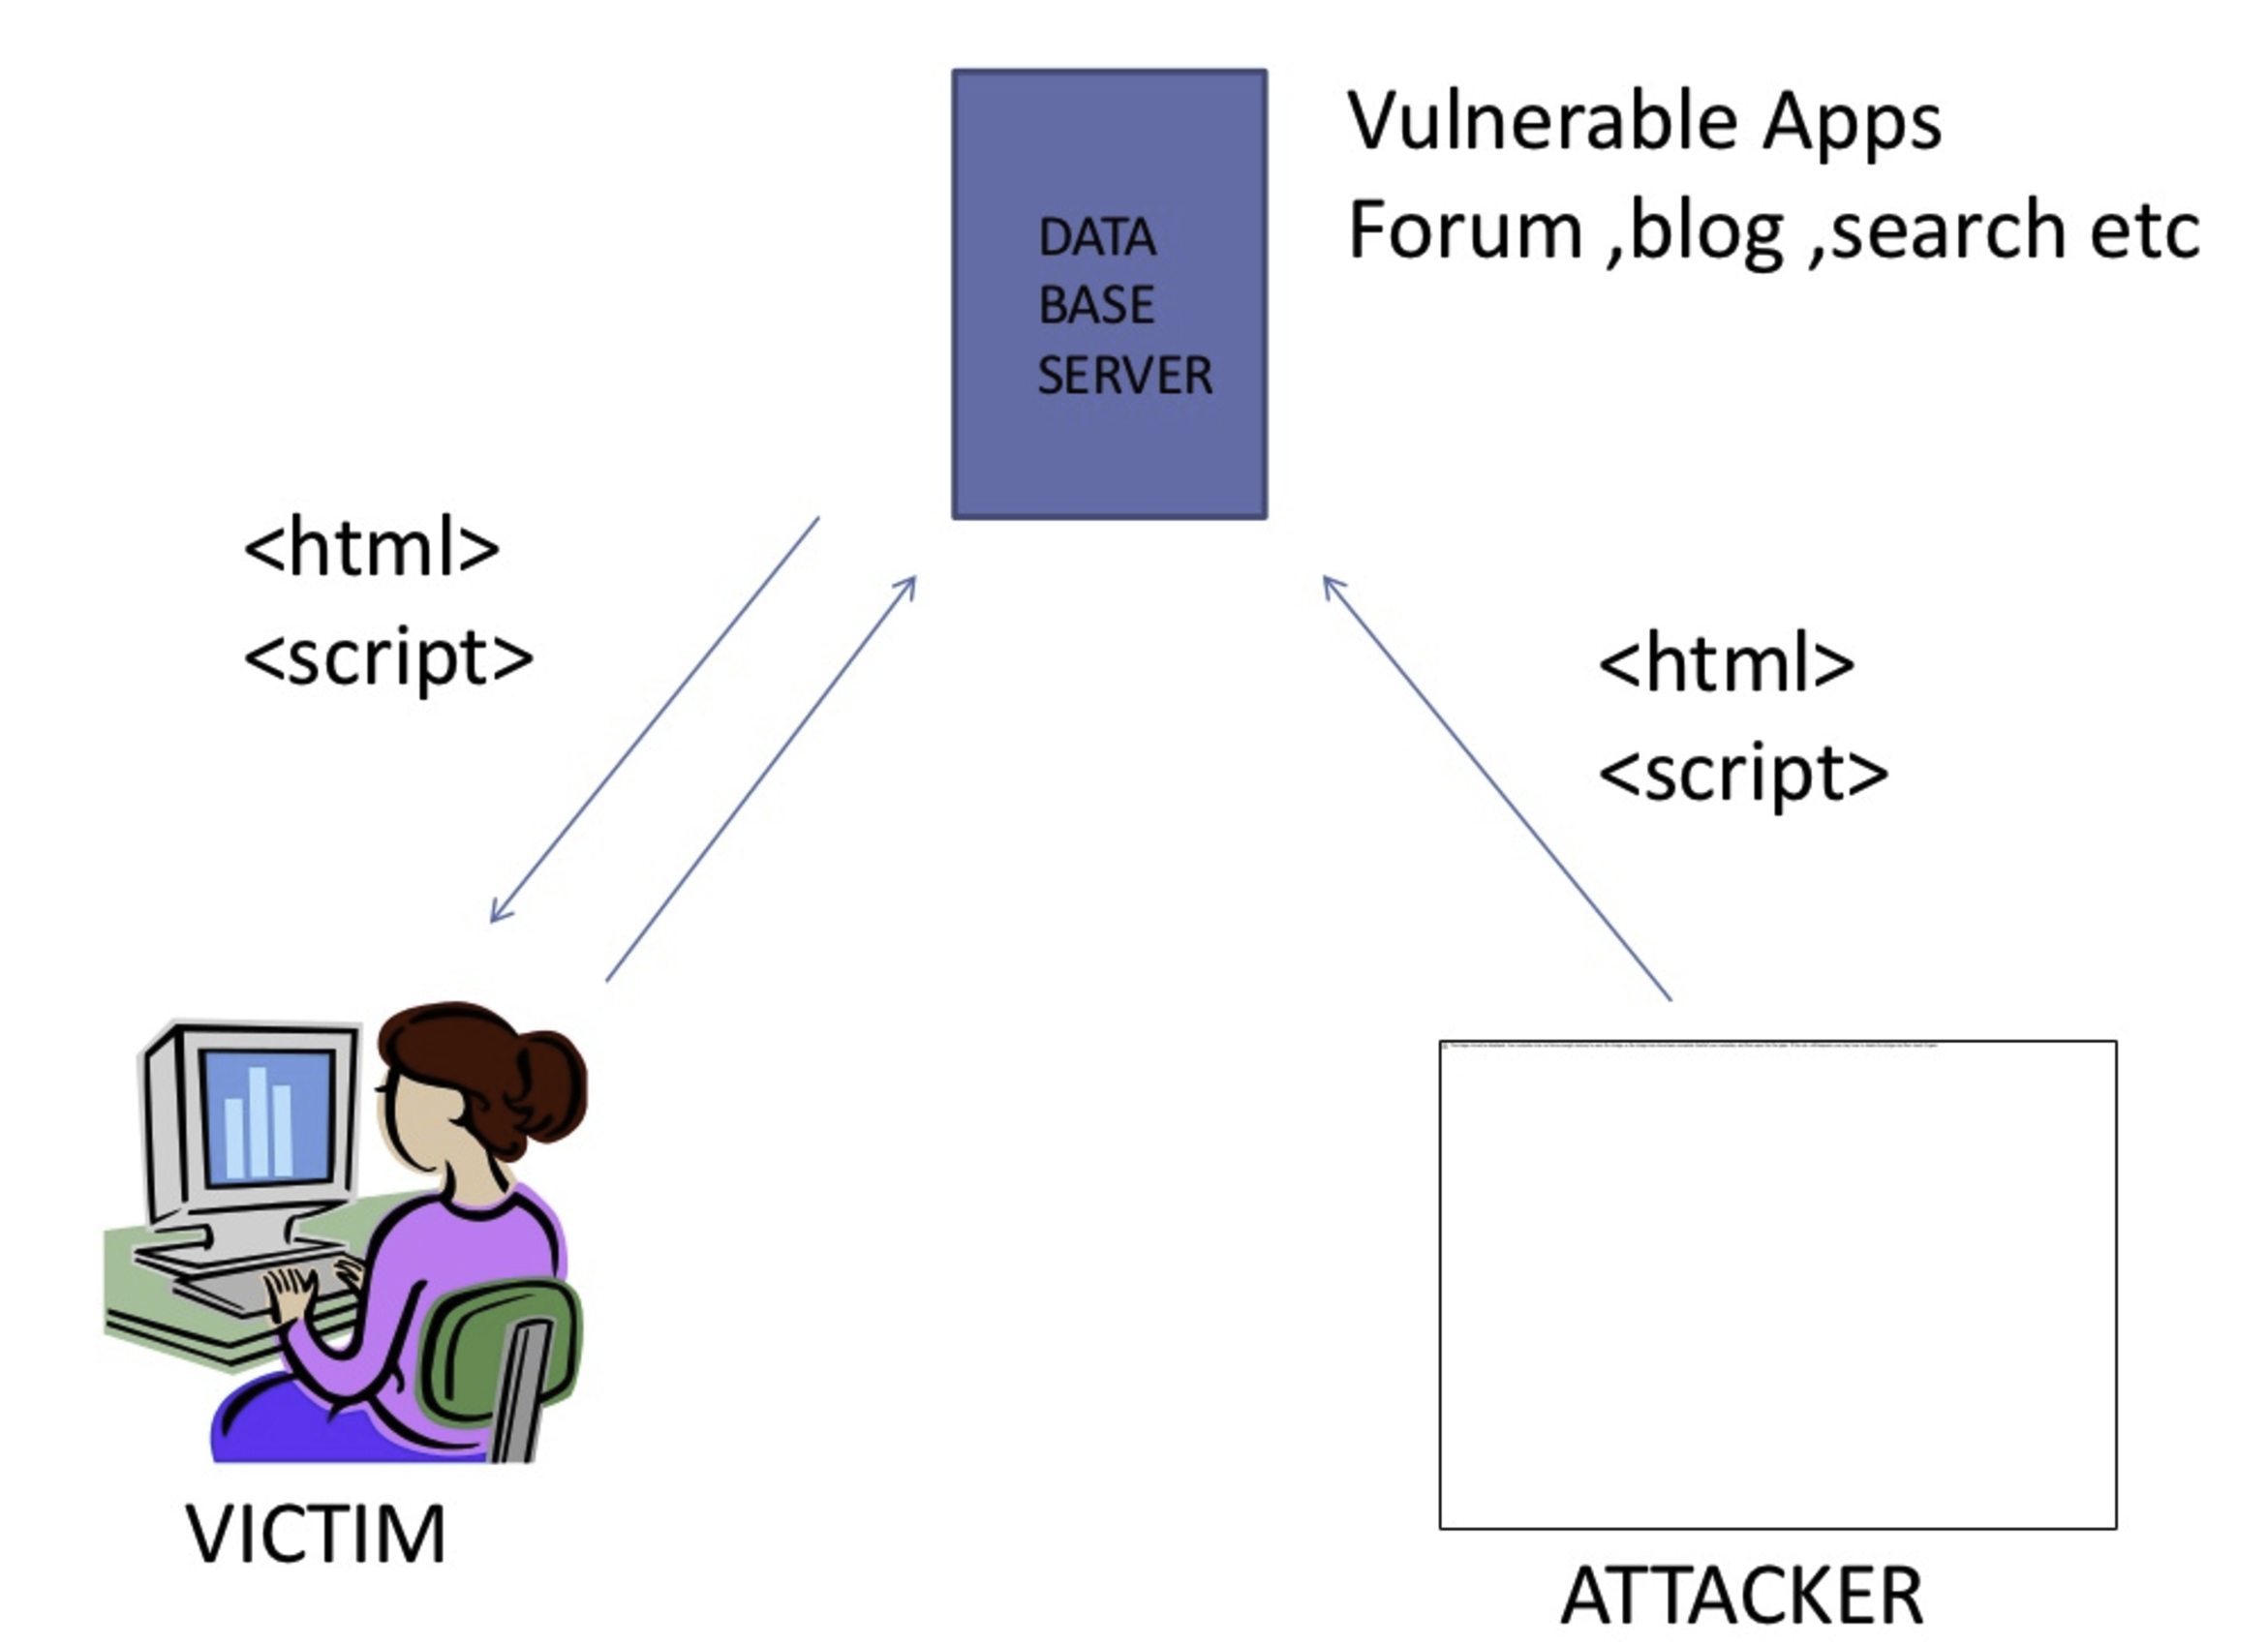 Vulnerable Apps
Forum ,blog ,search etc
DATA
BASE
SERVER
<html>
<script>
<html>
<script>
VICTIM
ATTACKER